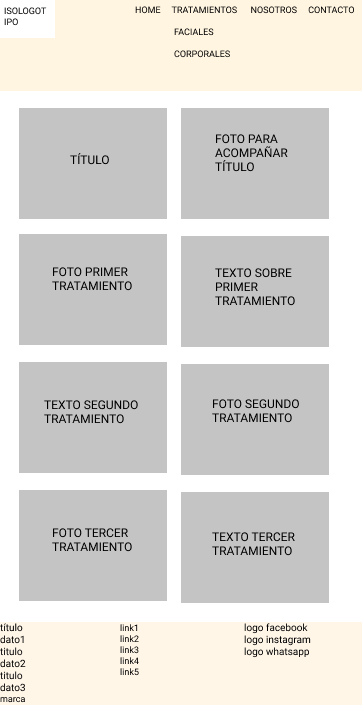 ISOLOGOT
IPO
HOME TRATAMIENTOS NOSOTROS CONTACTO
FACIALES
CORPORALES
TÍTULO
FOTO PARA
ACOMPAÑAR
TÍTULO
FOTO PRIMER
TRATAMIENTO
TEXTO SOBRE
PRIMER
TRATAMIENTO
TEXTO SEGUNDO
TRATAMIENTO
FOTO SEGUNDO
TRATAMIENTO
FOTO TERCER
TRATAMIENTO
TEXTO TERCER
TRATAMIENTO
título
dato1
titulo
dato2
titulo
dato3
marca
link1
link2
link3
link4
link5
logo facebook
logo instagram
logo whatsapp